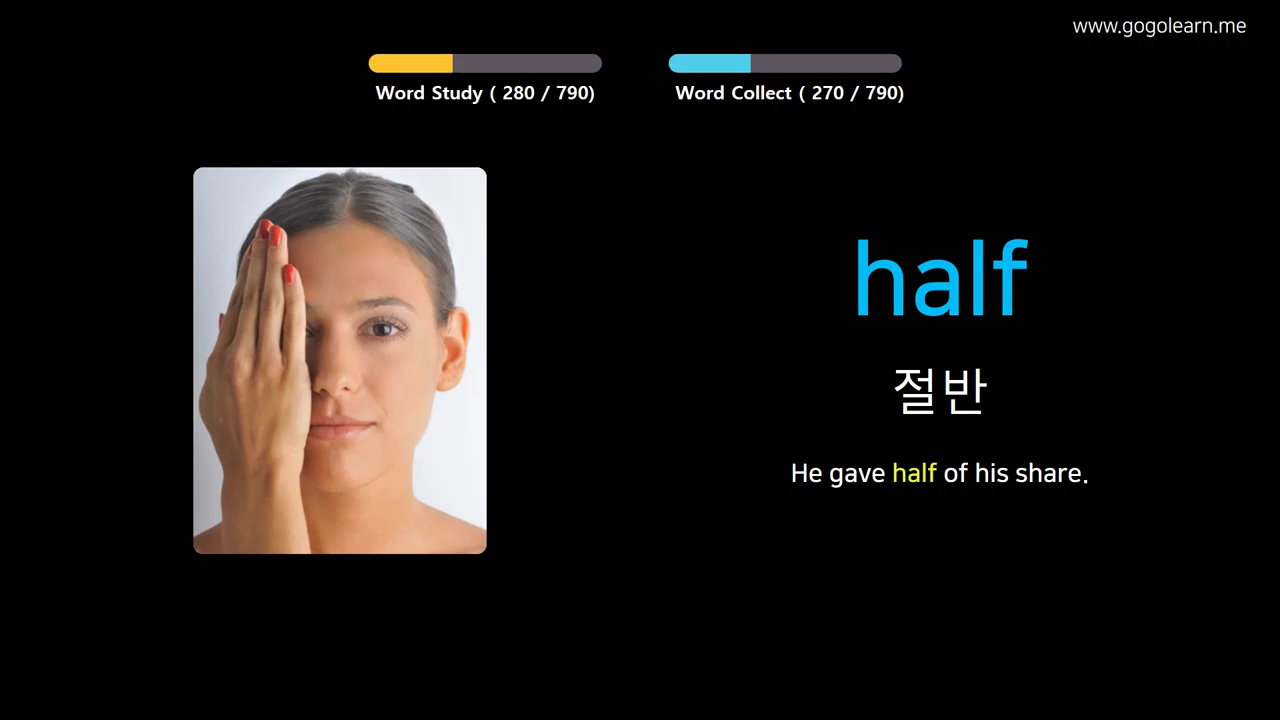 www.gogolearn.me
Word Study ( 280 / 790)
Word Collect ( 270 / 790)
half
절반
He gave half of his share.